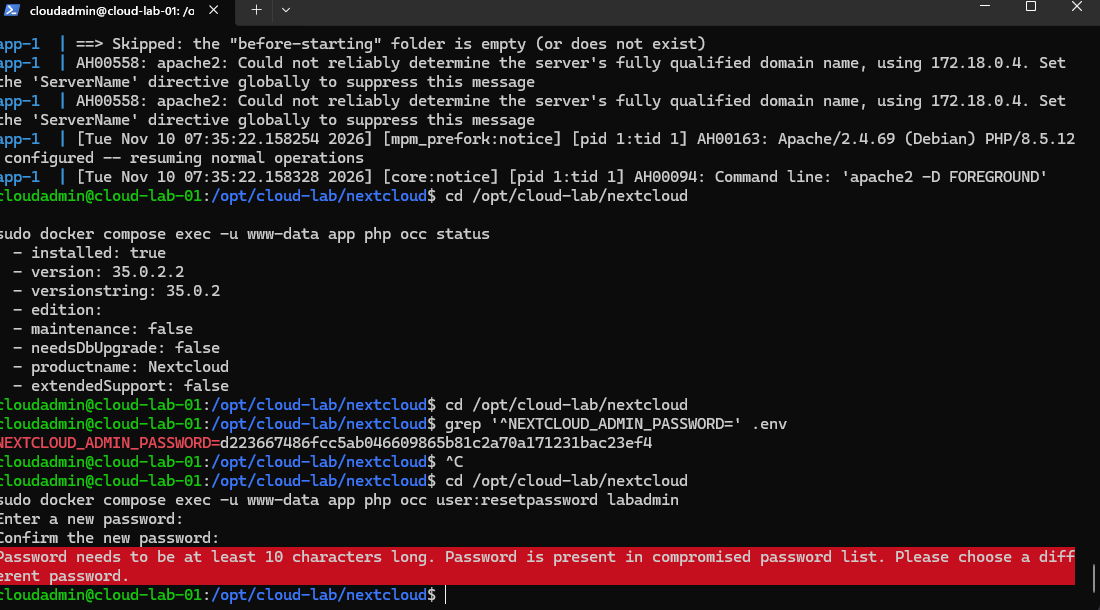 cloudadmin@cloud-lab-01: /o
app-1  | ==> Skipped: the "before-starting" folder is empty (or does not exist)
app-1  | AH00558: apache2: Could not reliably determine the server's fully qualified domain name, using 172.18.0.4. Set
the 'ServerName' directive globally to suppress this message
app-1  | AH00558: apache2: Could not reliably determine the server's fully qualified domain name, using 172.18.0.4. Set
the 'ServerName' directive globally to suppress this message
app-1  | [Tue Nov 10 07:35:22.158254 2026] [mpm_prefork:notice] [pid 1:tid 1] AH00163: Apache/2.4.69 (Debian) PHP/8.5.12
 configured -- resuming normal operations
app-1  | [Tue Nov 10 07:35:22.158328 2026] [core:notice] [pid 1:tid 1] AH00094: Command line: 'apache2 -D FOREGROUND'
cloudadmin@cloud-lab-01:/opt/cloud-lab/nextcloud$ cd /opt/cloud-lab/nextcloud
sudo docker compose exec -u www-data app php occ status
  - installed: true
  - version: 35.0.2.2
  - versionstring: 35.0.2
  - edition:
  - maintenance: false
  - needsDbUpgrade: false
  - productname: Nextcloud
  - extendedSupport: false
cloudadmin@cloud-lab-01:/opt/cloud-lab/nextcloud$ cd /opt/cloud-lab/nextcloud
cloudadmin@cloud-lab-01:/opt/cloud-lab/nextcloud$ grep '^NEXTCLOUD_ADMIN_PASSWORD=' .env
NEXTCLOUD_ADMIN_PASSWORD=d223667486fcc5ab046609865b81c2a70a171231bac23ef4
cloudadmin@cloud-lab-01:/opt/cloud-lab/nextcloud$ ^C
cloudadmin@cloud-lab-01:/opt/cloud-lab/nextcloud$ cd /opt/cloud-lab/nextcloud
sudo docker compose exec -u www-data app php occ user:resetpassword labadmin
Enter a new password:
Confirm the new password:
Password needs to be at least 10 characters long. Password is present in compromised password list. Please choose a diff
erent password.
cloudadmin@cloud-lab-01:/opt/cloud-lab/nextcloud$